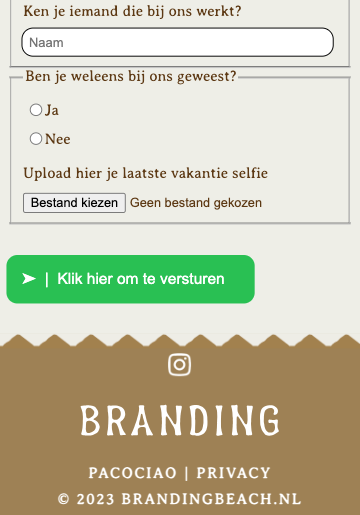 Ken je iemand die bij ons werkt?
Naam
Ben je weleens bij ons geweest?
Ja
Nee
Upload hier je laatste vakantie selfie
Bestand kiezen Geen bestand gekozen
➤ | Klik hier om te versturen
BRANDING
PACOCIAO | PRIVACY
© 2023 BRANDINGBEACH.NL